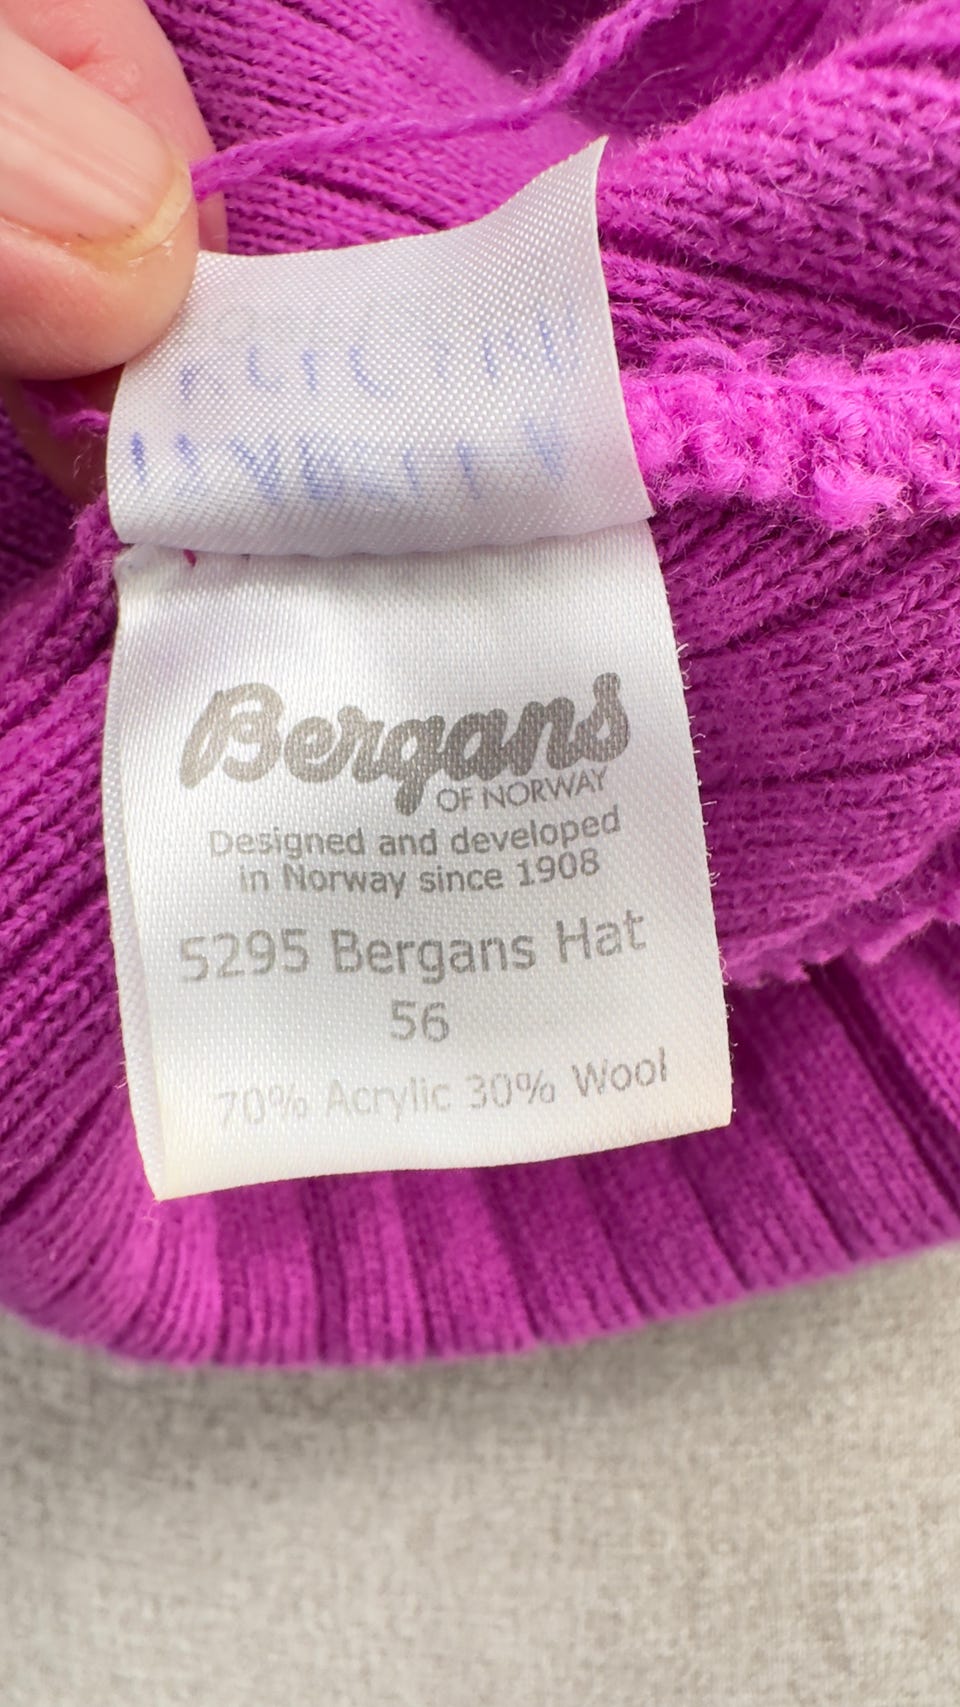 Bergans
OF NORWAY
Designed and developed
in Norway since 1908
5295 Bergans Hat
56
70% Acrylic 30% Wool